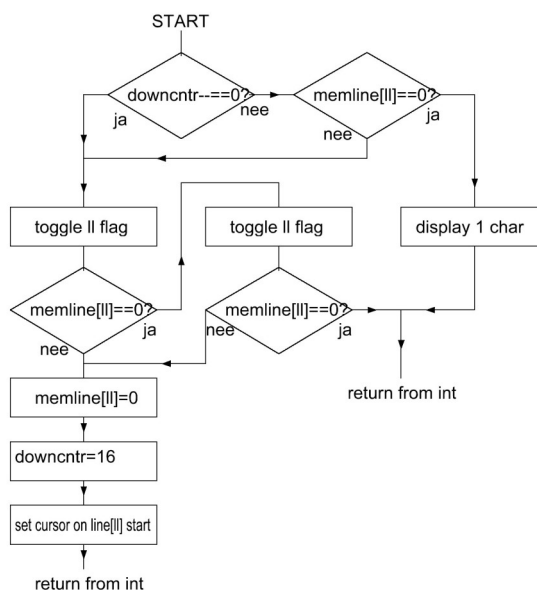 START
downcntr--==0?
memline[ll]==0?
ja
nee
nee
ja
toggle ll flag
toggle ll flag
display 1 char
memline[ll]==0?
memline[ll]==0?
nee
ja
nee
ja
memline[ll]=0
return from int
downcntr=16
set cursor on line[ll] start
return from int